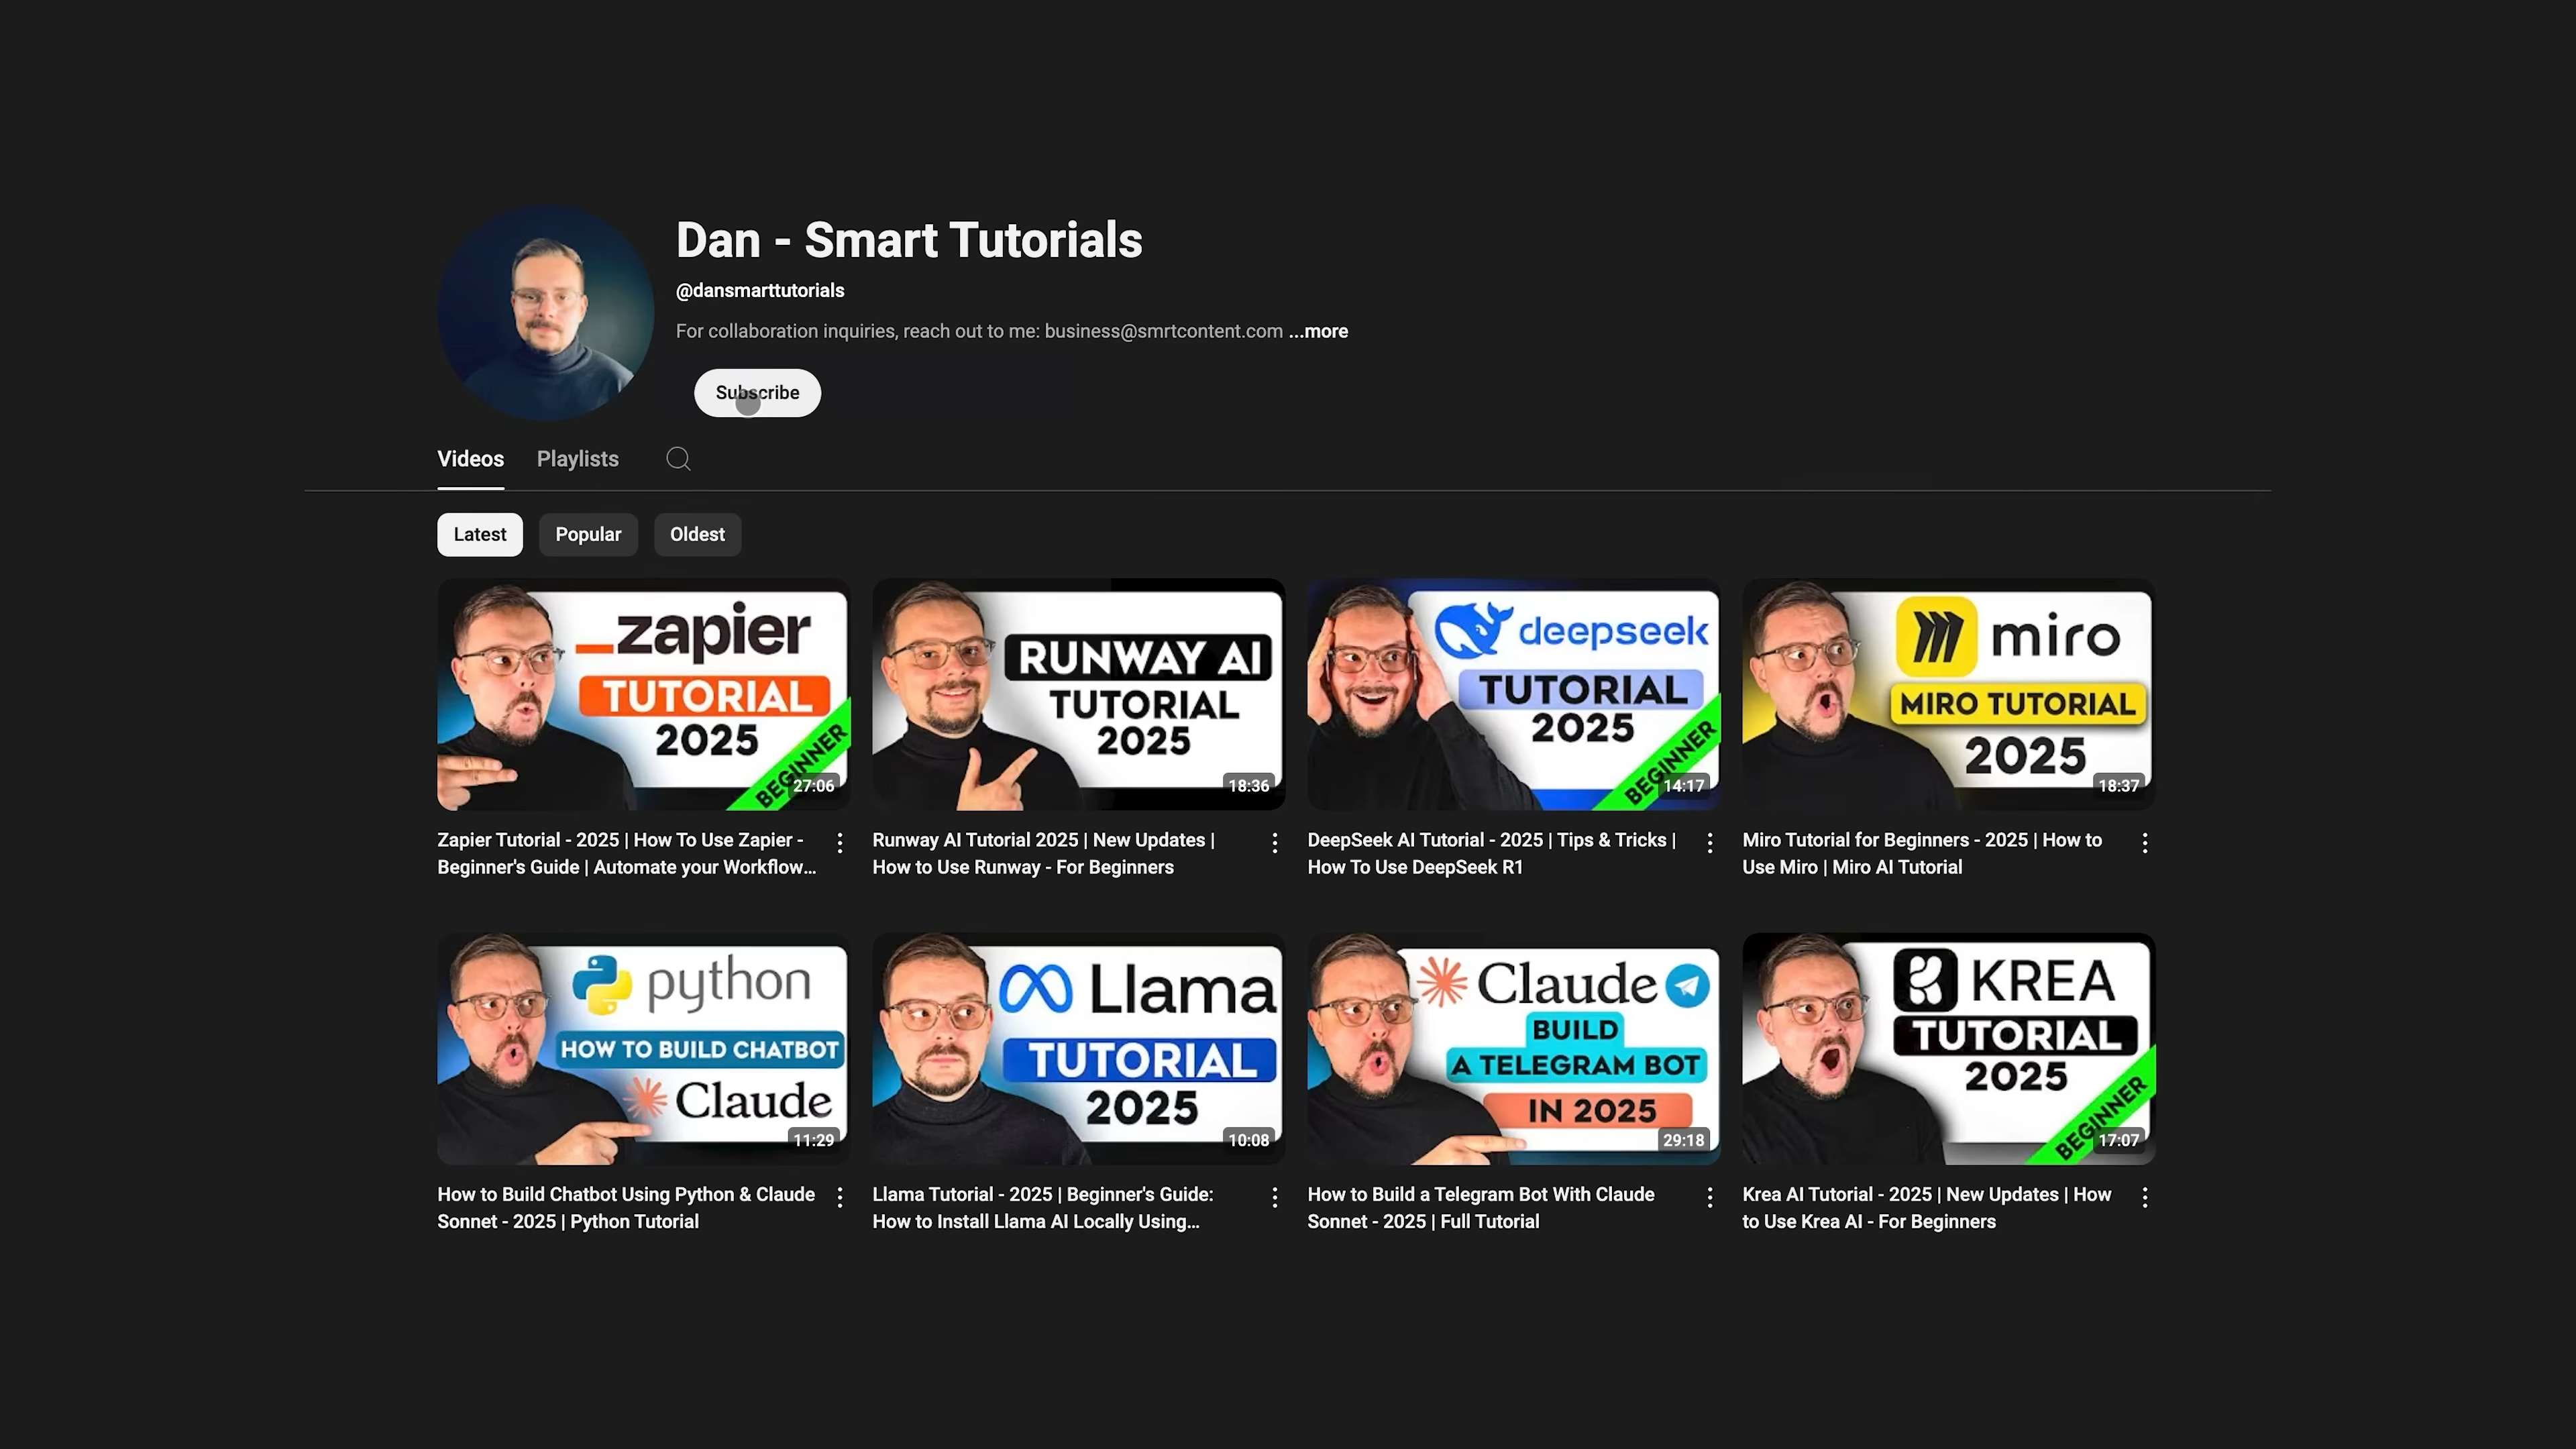 Dan - Smart Tutorials
@dansmarttutorials
For collaboration inquiries, reach out to me: business@smrtcontent.com ...more
Subscribe
Videos
Playlists
Latest
Popular
Oldest
zapier
TUTORIAL
2025
BEGINNER
27:06
Zapier Tutorial - 2025 | How To Use Zapier -
Beginner's Guide | Automate your Workflow...
RUNWAY AI
TUTORIAL
2025
18:36
Runway AI Tutorial 2025 | New Updates |
How to Use Runway - For Beginners
deepseek
TUTORIAL
2025
BEGINNER
14:17
DeepSeek AI Tutorial - 2025 | Tips & Tricks |
How To Use DeepSeek R1
miro
MIRO TUTORIAL
2025
18:37
Miro Tutorial for Beginners - 2025 | How to
Use Miro | Miro AI Tutorial
python
HOW TO BUILD CHATBOT
Claude
11:29
How to Build Chatbot Using Python & Claude
Sonnet - 2025 | Python Tutorial
Llama
TUTORIAL
2025
10:08
Llama Tutorial - 2025 | Beginner's Guide:
How to Install Llama AI Locally Using...
Claude
BUILD
A TELEGRAM BOT
IN 2025
29:18
How to Build a Telegram Bot With Claude
Sonnet - 2025 | Full Tutorial
KREA
TUTORIAL
2025
BEGINNER
17:07
Krea AI Tutorial - 2025 | New Updates | How
to Use Krea AI - For Beginners